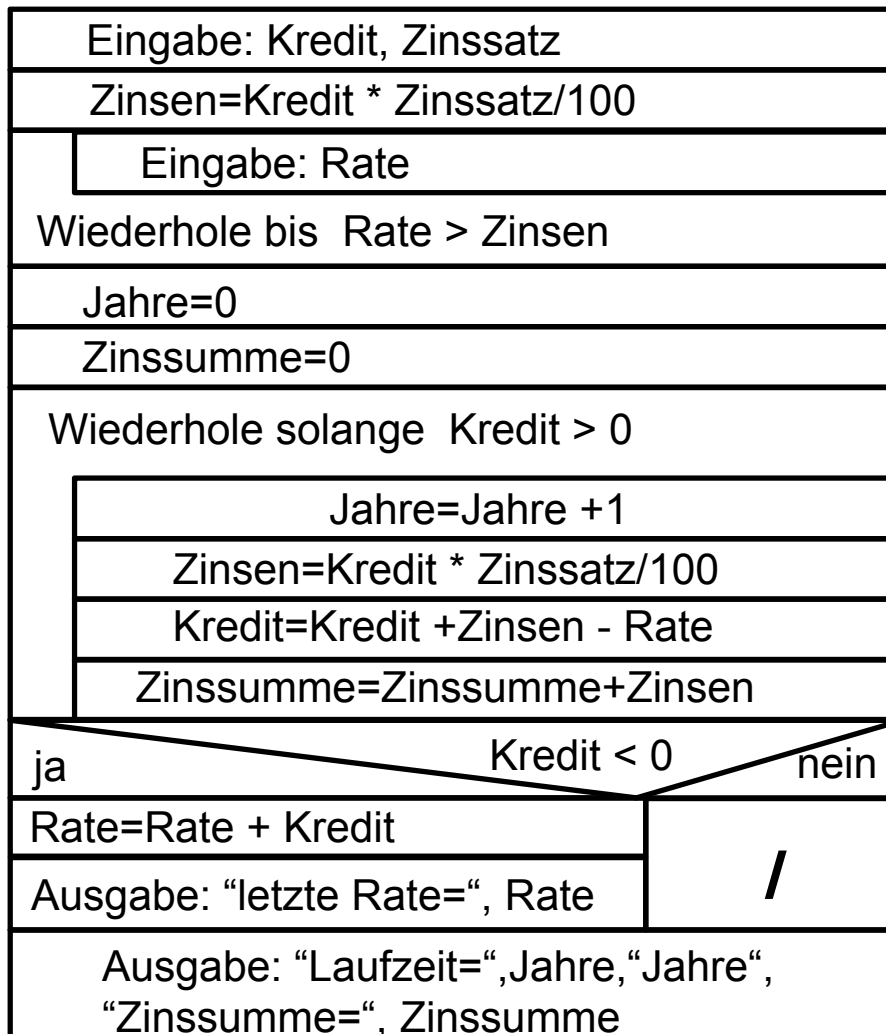 Eingabe: Kredit, Zinssatz
Zinsen=Kredit * Zinssatz/100
Eingabe: Rate
Wiederhole bis  Rate > Zinsen
Jahre=0
Zinssumme=0
Wiederhole solange  Kredit > 0
Jahre=Jahre +1
Zinsen=Kredit * Zinssatz/100
Kredit=Kredit +Zinsen - Rate
Zinssumme=Zinssumme+Zinsen
Kredit < 0
ja
nein
Rate=Rate + Kredit
/
Ausgabe: “letzte Rate=“, Rate
Ausgabe: “Laufzeit=“,Jahre,“Jahre“,
“Zinssumme=“, Zinssumme